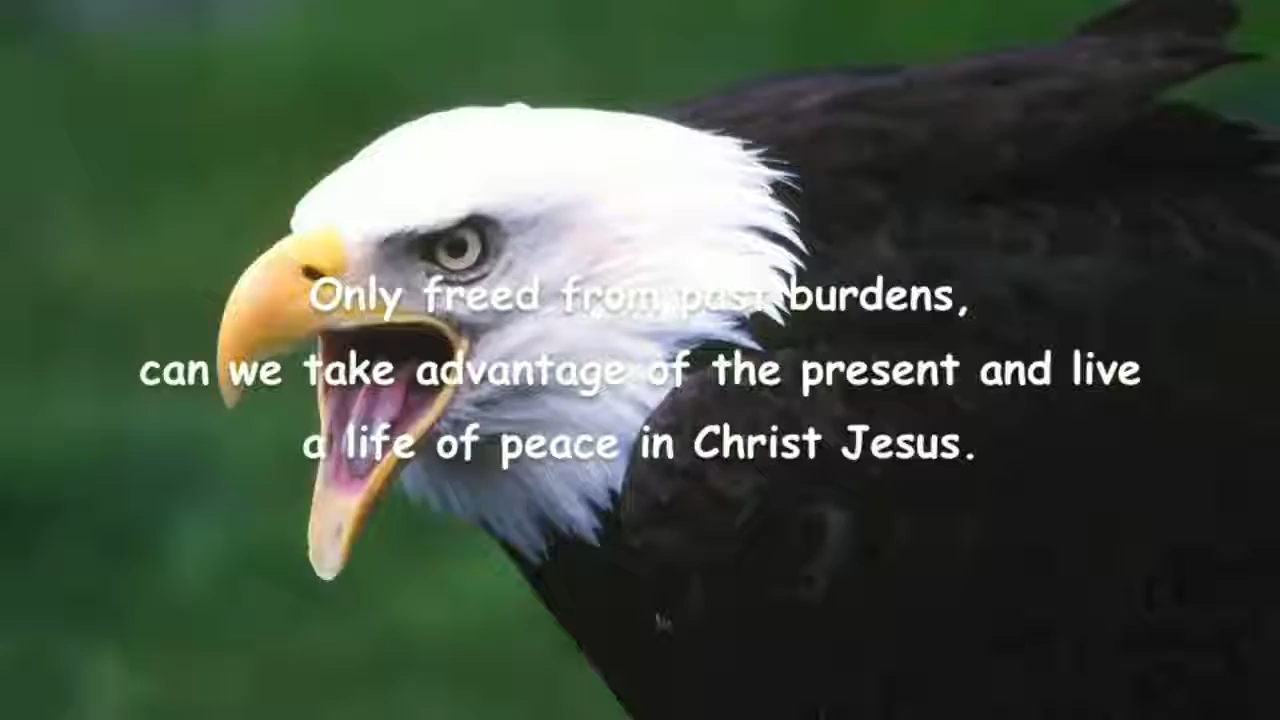 Only freed from past burdens,
can we take advantage of the present and live
a life of peace in Christ Jesus.